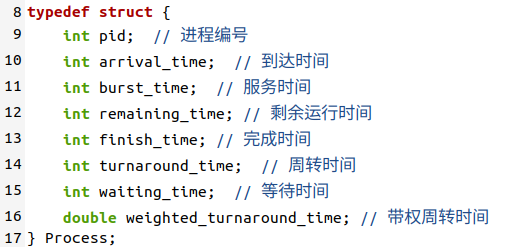 8 typedef struct {
9 int pid; // 进程编号
10 int arrival_time; // 到达时间
11 int burst_time; // 服务时间
12 int remaining_time; // 剩余运行时间
13 int finish_time; // 完成时间
14 int turnaround_time; // 周转时间
15 int waiting_time; // 等待时间
16 double weighted_turnaround_time; // 带权周转时间
17 } Process;